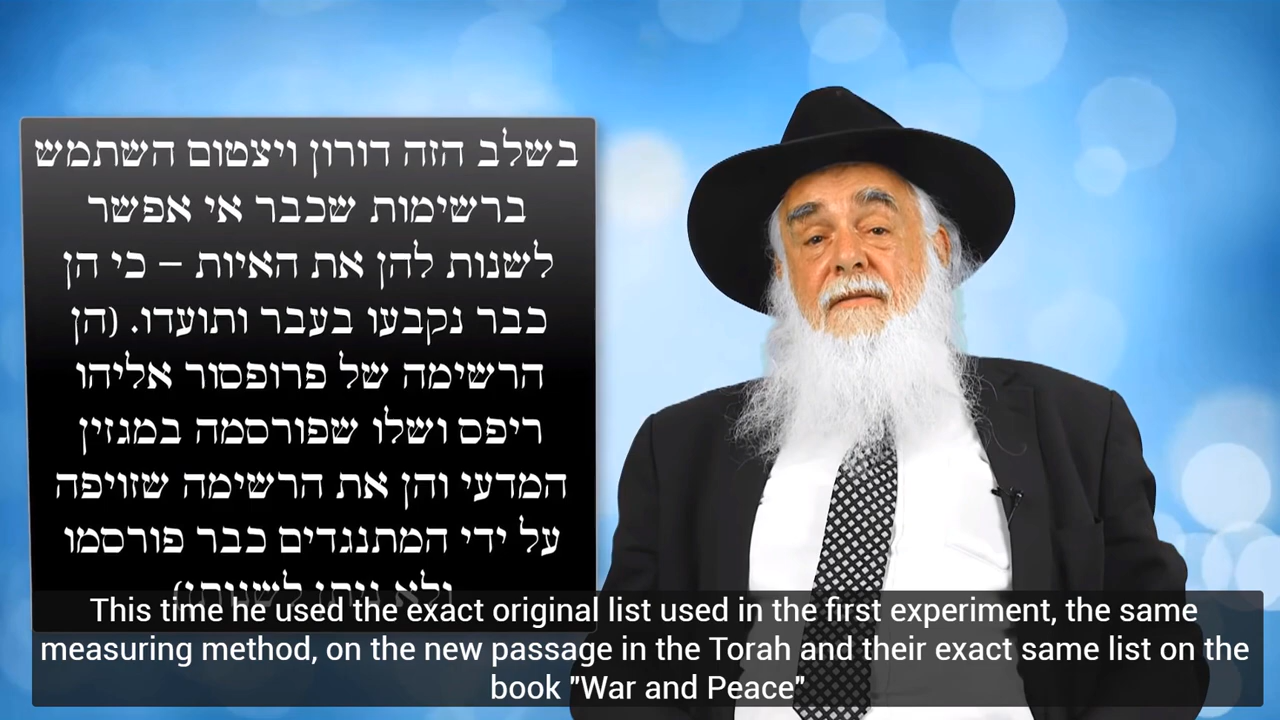 בשלב הזה דורון ויצטום השתמש
ברשימות שכבר אי אפשר
לשנות להן את האיות – כי הן
כבר נקבעו בעבר ותועדו. (הן
הרשימה של פרופסור אליהו
ריפס ושלו שפורסמה במגזין
המדעי והן את הרשימה שזויפה
על ידי המתנגדים כבר פורסמו
ולא ניתן לשנותן)
This time he used the exact original list used in the first experiment, the same
measuring method, on the new passage in the Torah and their exact same list on the
book "War and Peace"